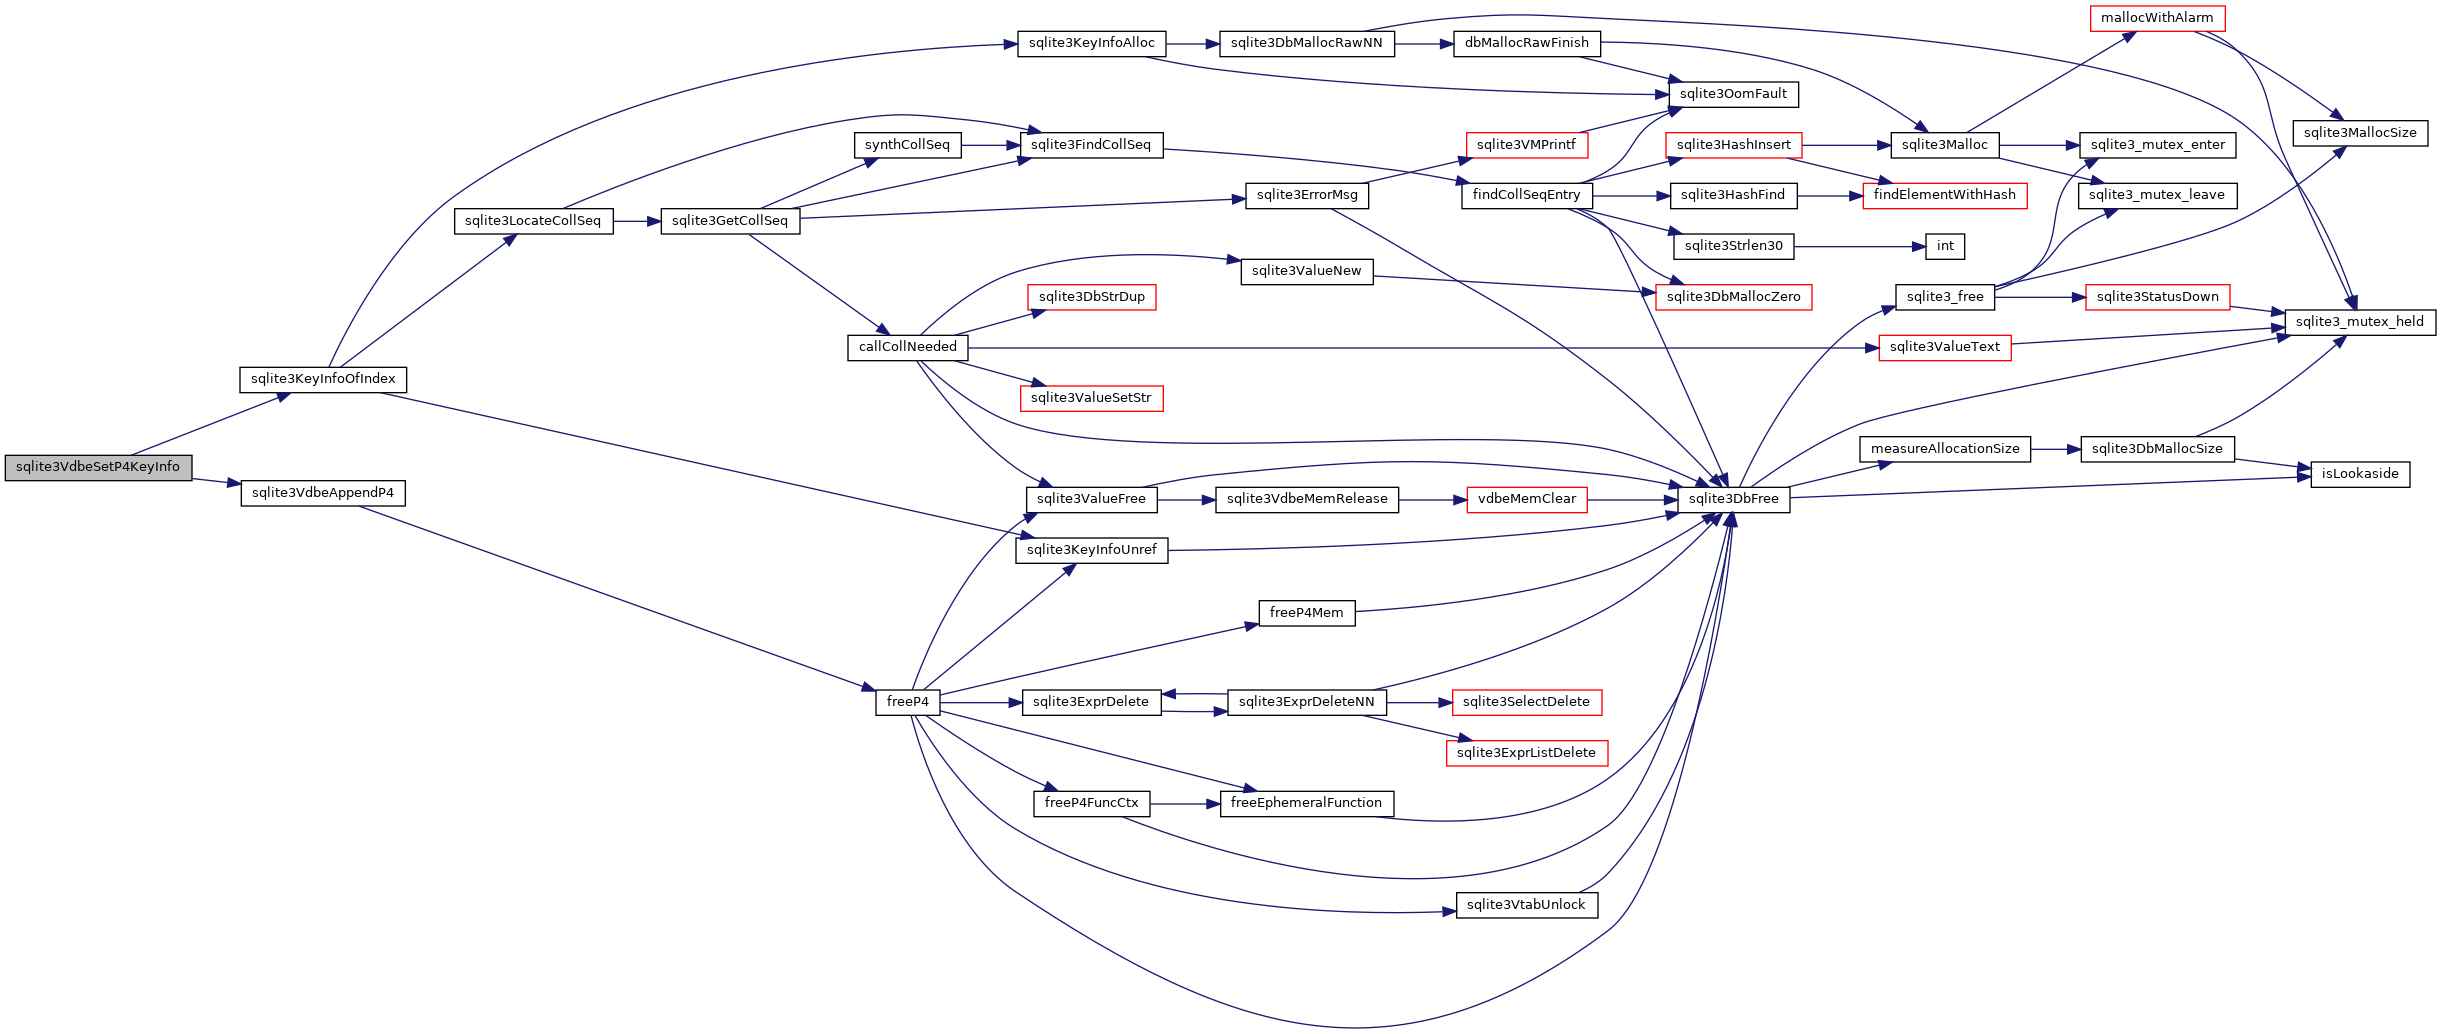 mallocWithAlarm
sqlite3KeyInfoAlloc
sqlite3DbMallocRawNN
dbMallocRawFinish
sqlite3OomFault
sqlite3MallocSize
synthCollSeq
sqlite3FindCollSeq
sqlite3VMPrintf
sqlite3HashInsert
sqlite3Malloc
sqlite3_mutex_enter
sqlite3ErrorMsg
findCollSeqEntry
sqlite3HashFind
findElementWithHash
sqlite3_mutex_leave
sqlite3LocateCollSeq
sqlite3GetCollSeq
sqlite3Strlen30
int
sqlite3ValueNew
sqlite3DbStrDup
sqlite3DbMallocZero
sqlite3_free
sqlite3StatusDown
sqlite3_mutex_held
callCollNeeded
sqlite3ValueText
sqlite3KeyInfoOfIndex
sqlite3ValueSetStr
measureAllocationSize
sqlite3DbMallocSize
sqlite3VdbeSetP4KeyInfo
isLookaside
sqlite3VdbeAppendP4
sqlite3ValueFree
sqlite3VdbeMemRelease
vdbeMemClear
sqlite3DbFree
sqlite3KeyInfoUnref
freeP4Mem
freeP4
sqlite3ExprDelete
sqlite3ExprDeleteNN
sqlite3SelectDelete
sqlite3ExprListDelete
freeP4FuncCtx
freeEphemeralFunction
sqlite3VtabUnlock